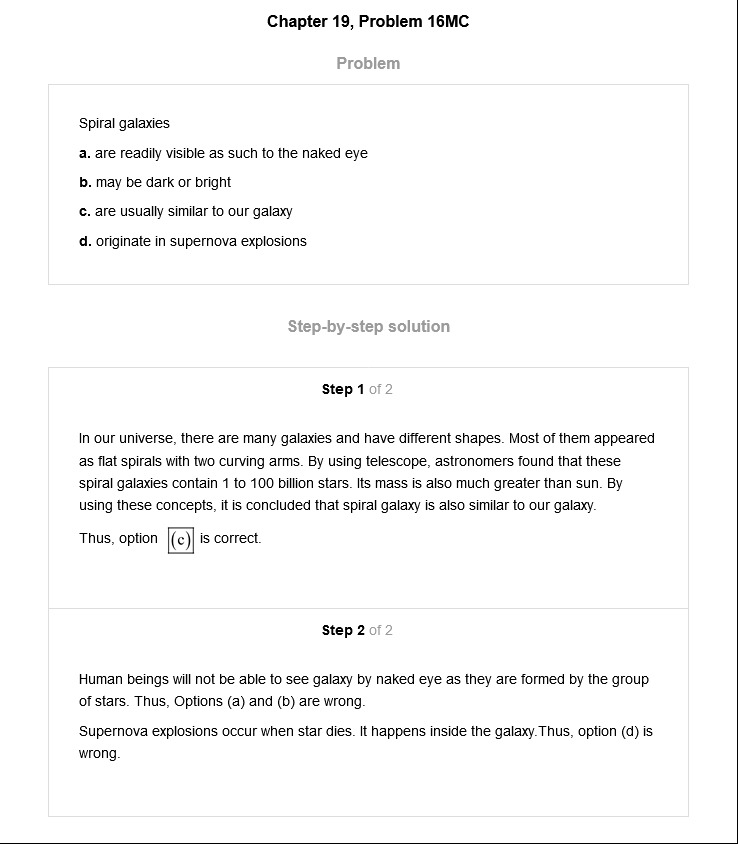 Chapter 19, Problem 16MC
Problem
Spiral galaxies
a. are readily visible as such to the naked eye
b. may be dark or bright
c. are usually similar to our galaxy
d. originate in supernova explosions
Step-by-step solution
Step 1 of 2
In our universe, there are many galaxies and have different shapes. Most of them appeared
as flat spirals with two curving arms. By using telescope, astronomers found that these
spiral galaxies contain 1 to 100 billion stars. Its mass is also much greater than sun. By
using these concepts, it is concluded that spiral galaxy is also similar to our galaxy.
Thus, option (c) is correct.
Step 2 of 2
Human beings will not be able to see galaxy by naked eye as they are formed by the group
of stars. Thus, Options (a) and (b) are wrong.
Supernova explosions occur when star dies. It happens inside the galaxy.Thus, option (d) is
wrong.